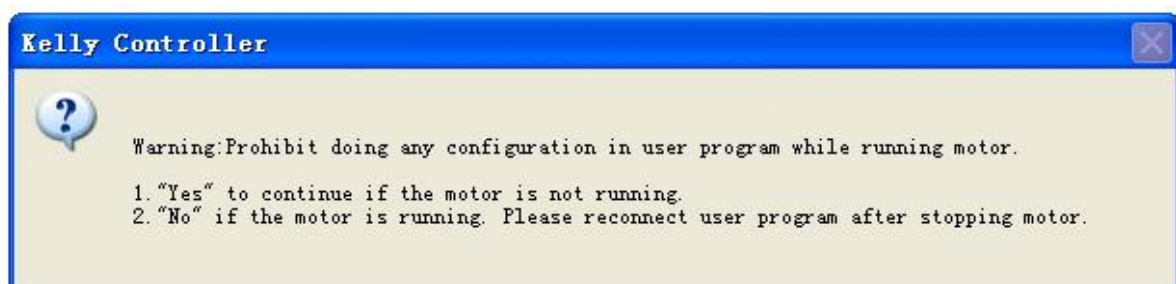 Kelly Controller
?
Warning:Prohibit doing any configuration in user program while running motor.
1."Yes" to continue if the motor is not running.
2."No" if the motor is running. Please reconnect user program after stopping motor.